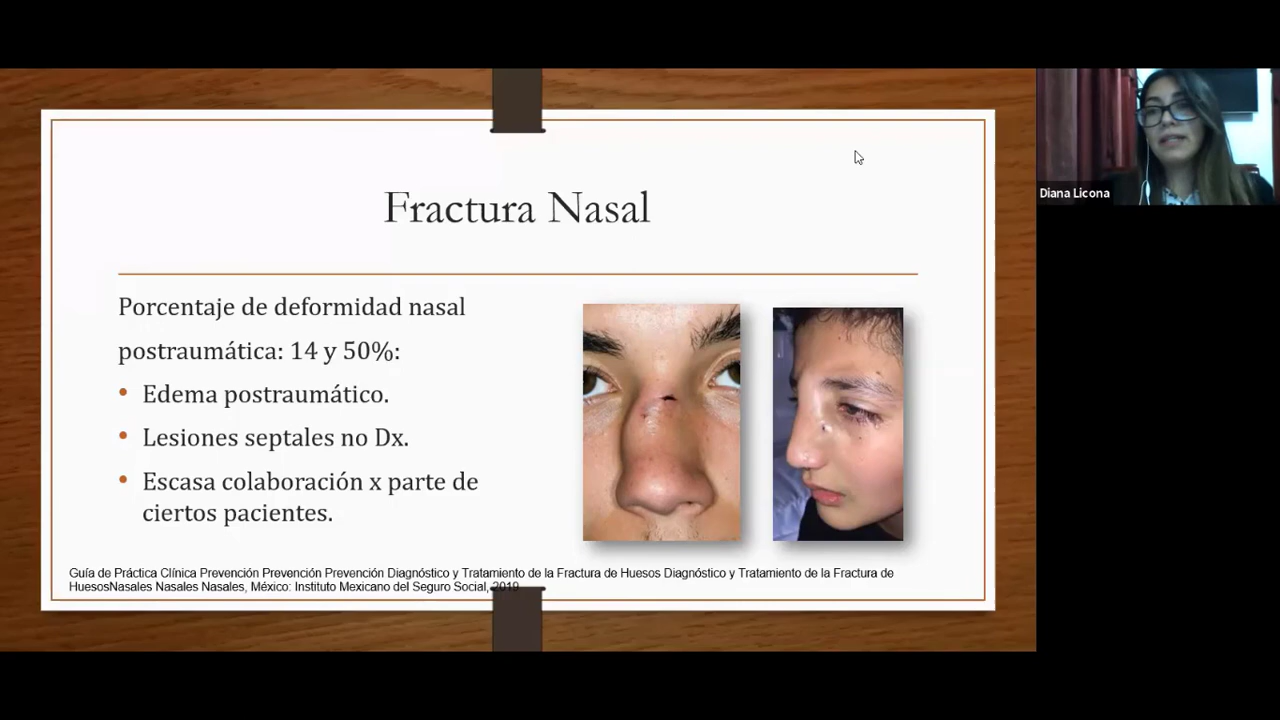 Fractura Nasal
Porcentaje de deformidad nasal
postraumática: 14 y 50%:
• Edema postraumático.
• Lesiones septales no Dx.
• Escasa colaboración x parte de
ciertos pacientes.
Guía de Práctica Clínica Prevención Prevención Prevención Diagnóstico y Tratamiento de la Fractura de Huesos Diagnóstico y Tratamiento de la Fractura de
HuesosNasales Nasales Nasales, México: Instituto Mexicano del Seguro Social, 2019
Diana Licona